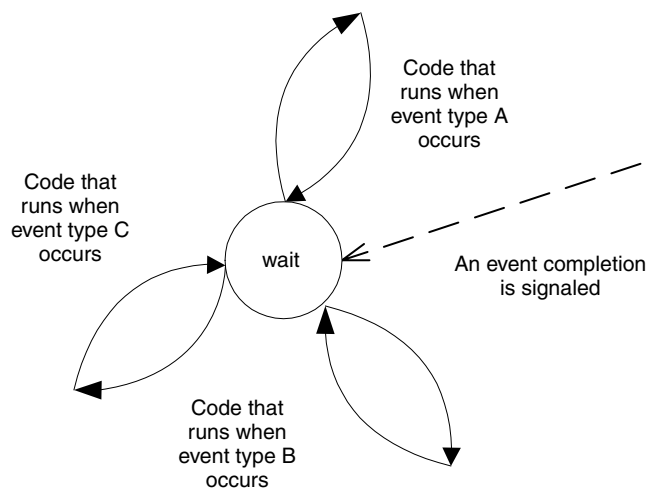 Code that
runs when
event type A
occurs
Code that
runs when
event type C
occurs
wait
An event completion
is signaled
Code that
runs when
event type B
occurs